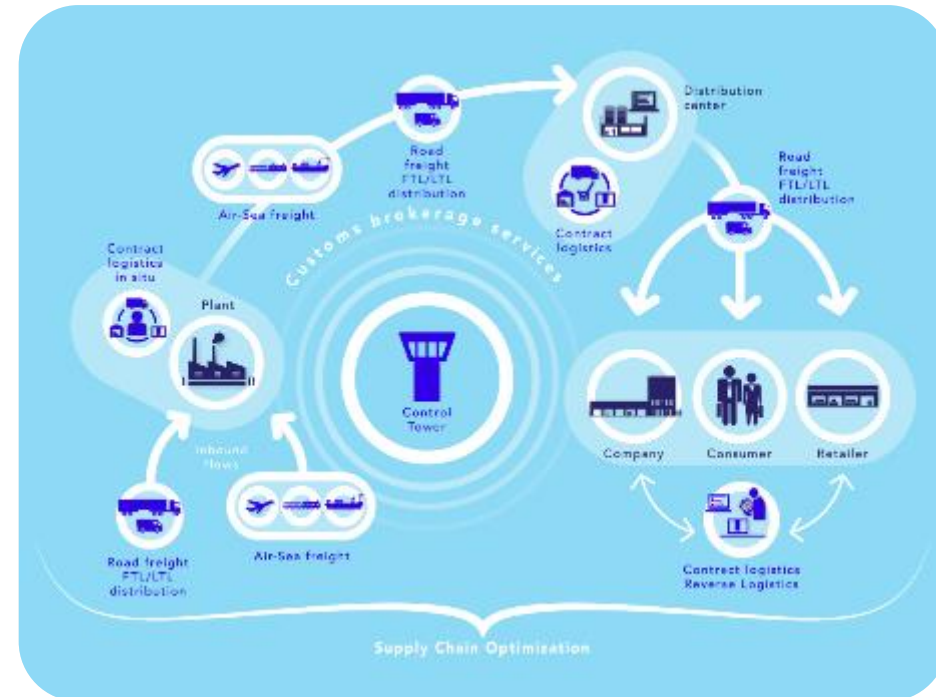 Distribution
center
Road
freight
FTL/LTL
distribution
Road
freight
FTL/LTL
distribution
Air-Sea freight
Customs brokerage services
Contract
logistics
Contract
logistics
in situ
Plant
Control
Tower
Inbound
flows
Company
Consumer
Retailer
Road freight
FTL/LTL
distribution
Air-Sea freight
Contract logistics
Reverse Logistics
Supply Chain Optimization